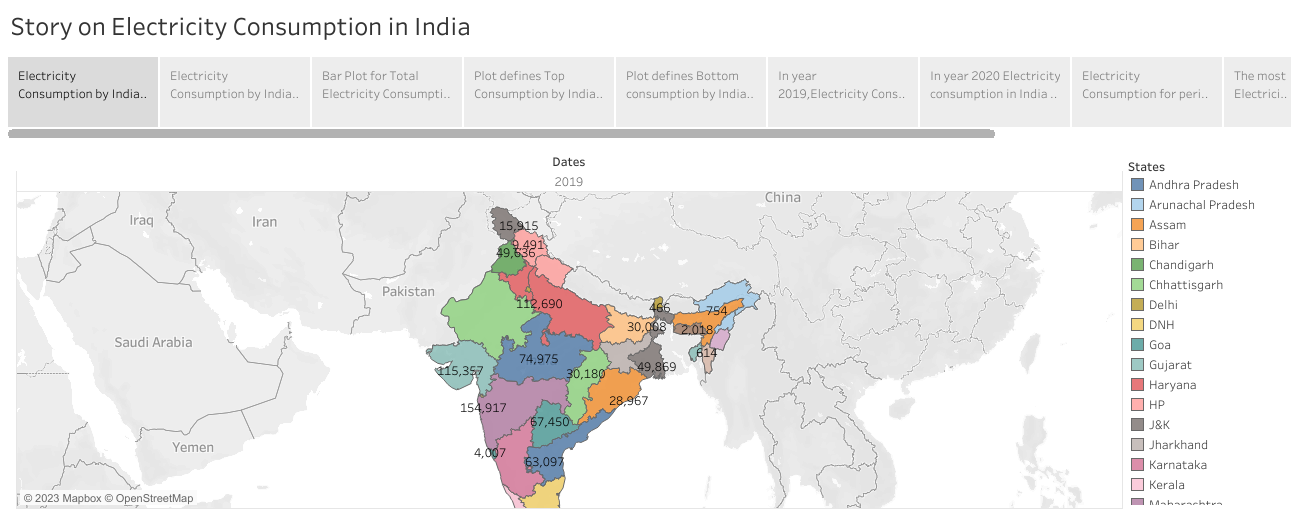 Story on Electricity Consumption in India
Electricity
Consumption by India..
Electricity
Consumption by India..
Bar Plot for Total
Electricity Consumpti..
Plot defines Top
Consumption by India..
Plot defines Bottom
consumption by India..
In year
2019,Electricity Cons..
In year 2020 Electricity
consumption in India ..
Electricity
Consumption for peri..
The most
Electrici..
Dates
2019
Iraq
Iran
China
Pakistan
Saudi Arabia
Yemen
15,915
9,491
49,636
112,690
466
754
30,008
2,018
614
74,975
115,357
30,180
49,869
154,917
28,967
67,450
4,007
63,097
© 2023 Mapbox © OpenStreetMap
States
Andhra Pradesh
Arunachal Pradesh
Assam
Bihar
Chandigarh
Chhattisgarh
Delhi
DNH
Goa
Gujarat
Haryana
HP
J&K
Jharkhand
Karnataka
Kerala
Maharashtra